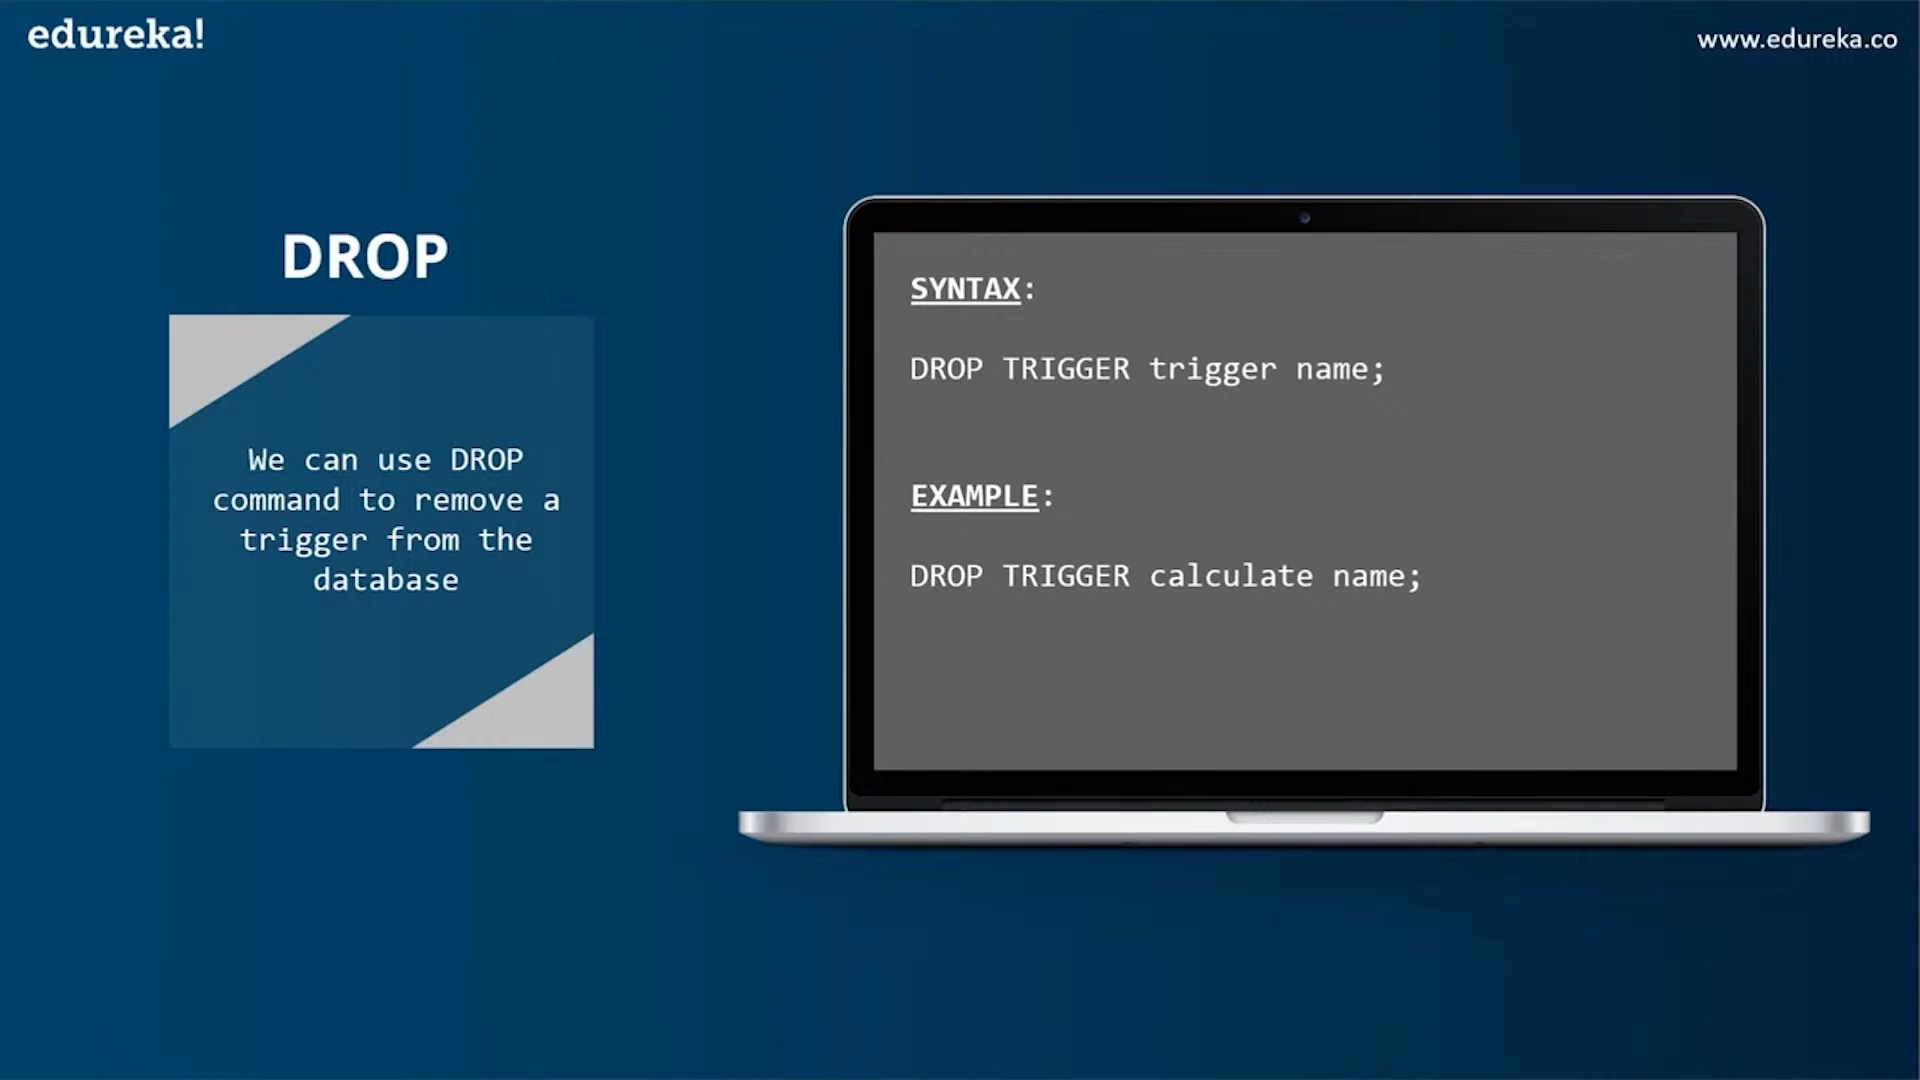 edureka!
www.edureka.co
DROP
We can use DROP
command to remove a
trigger from the
database
SYNTAX:
DROP TRIGGER trigger name;
EXAMPLE:
DROP TRIGGER calculate name;